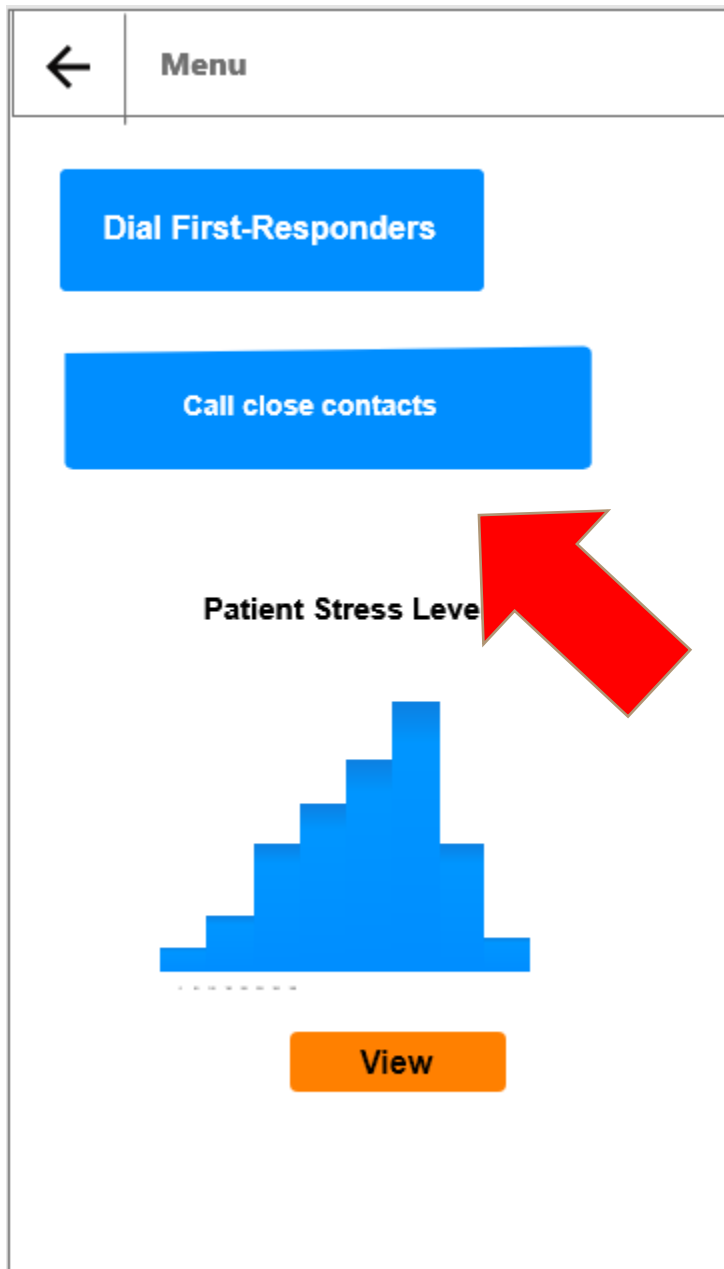 Menu
Dial First-Responders
Call close contacts
Patient Stress Leve
View